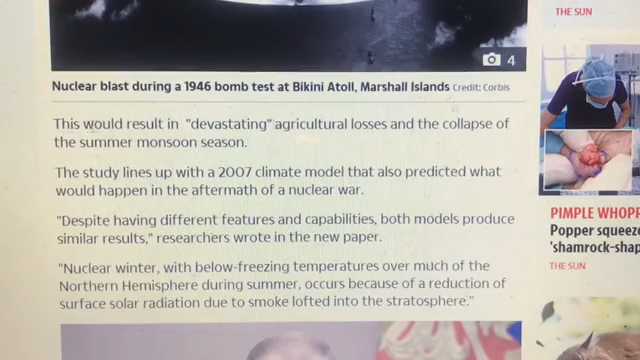 THE SUN
4
Nuclear blast during a 1946 bomb test at Bikini Atoll, Marshall Islands Credit: Corbis
This would result in "devastating" agricultural losses and the collapse of
the summer monsoon season.
The study lines up with a 2007 climate model that also predicted what
would happen in the aftermath of a nuclear war.
"Despite having different features and capabilities, both models produce
similar results," researchers wrote in the new paper.
"Nuclear winter, with below-freezing temperatures over much of the
Northern Hemisphere during summer, occurs because of a reduction of
surface solar radiation due to smoke lofted into the stratosphere."
PIMPLE WHOPP
Popper squeeze
'shamrock-shap
THE SUN